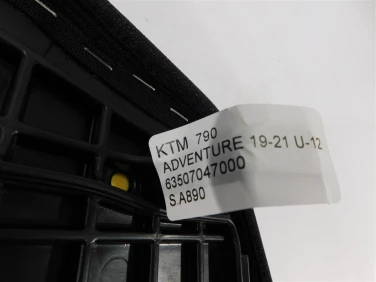 KTM 790
ADVENTURE 19-21 U-12
63507047000
S.A890